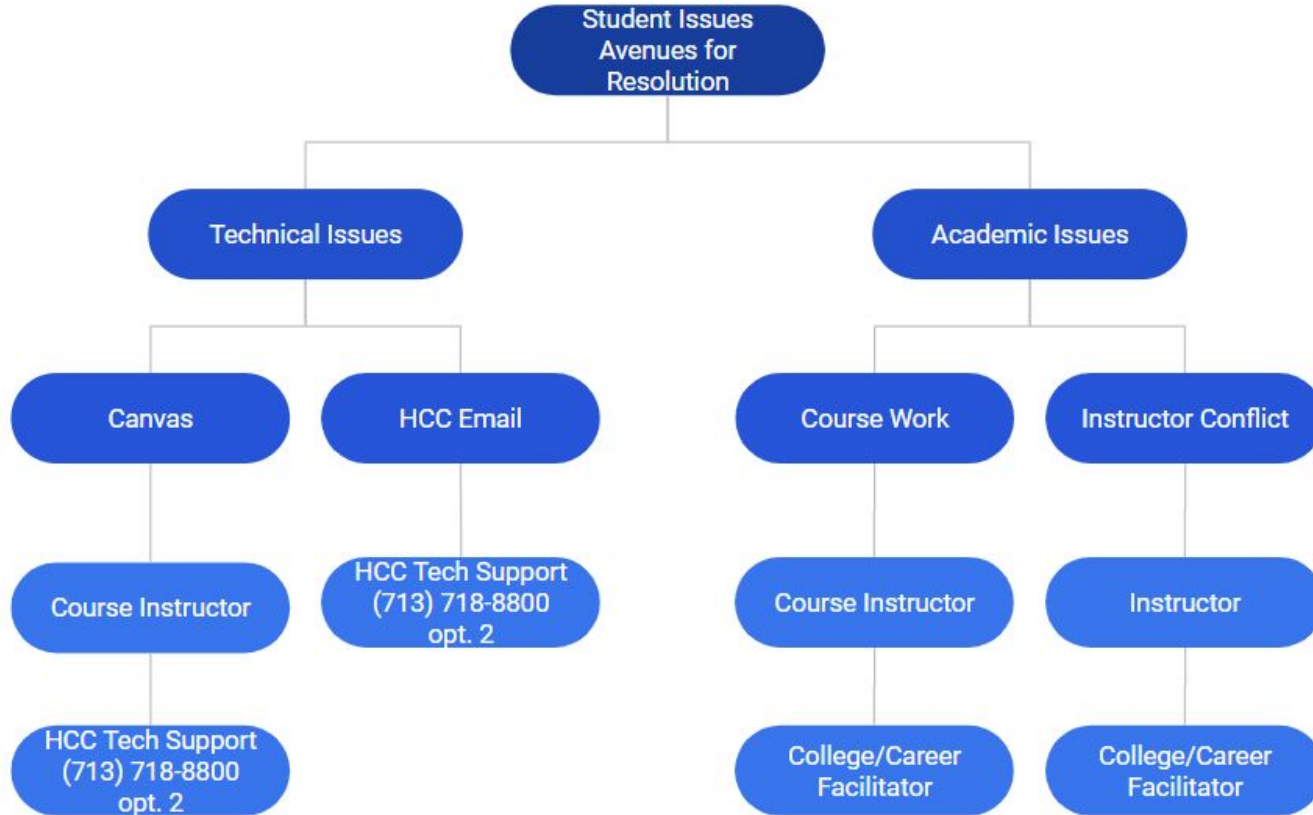 Student Issues
Avenues for
Resolution
Technical Issues
Academic Issues
Canvas
HCC Email
Course Work
Instructor Conflict
Course Instructor
HCC Tech Support
(713) 718-8800
opt. 2
Course Instructor
Instructor
HCC Tech Support
(713) 718-8800
opt. 2
College/Career
Facilitator
College/Career
Facilitator